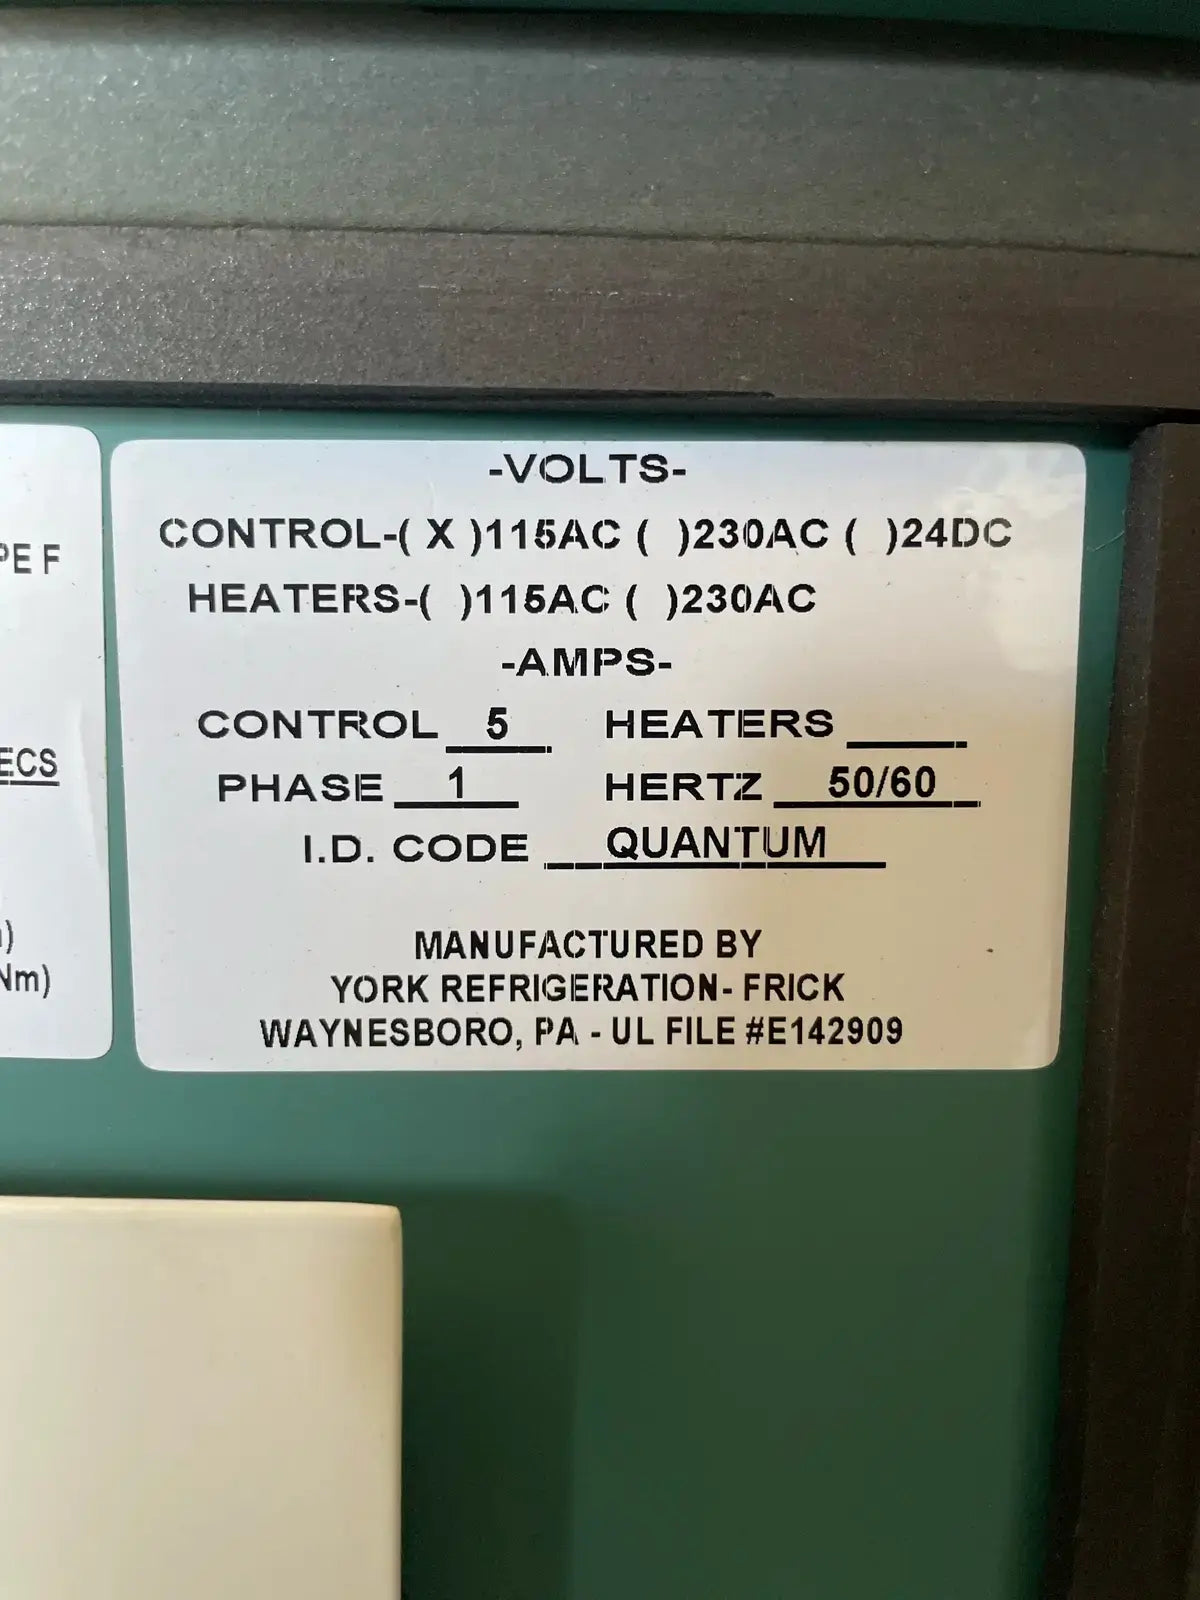 PE F
ECS
Nm)
-VOLTS-
CONTROL-( X )115AC ( )230AC ( )24DC
HEATERS-( )115AC ( )230AC
-AMPS-
CONTROL 5 HEATERS ____
PHASE 1 HERTZ 50/60
I.D. CODE QUANTUM
MANUFACTURED BY
YORK REFRIGERATION- FRICK
WAYNESBORO, PA - UL FILE #E142909